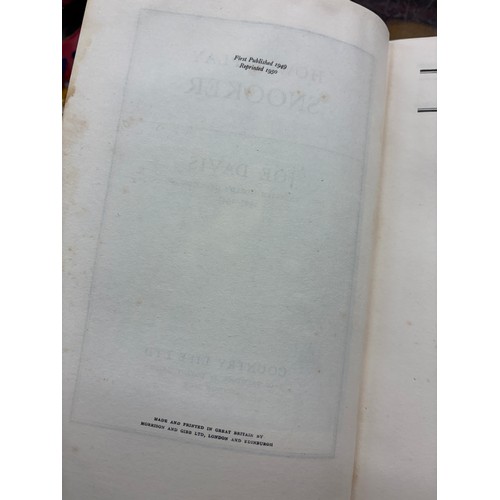 First Published 1949
Reprinted 1950
SNOOKER
JOE DAVIS
COUNTRY LIFE LTD
MADE AND PRINTED IN GREAT BRITAIN BY
MORRISON AND GIBB LTD, LONDON AND EDINBURGH